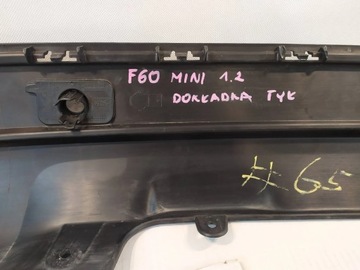 F60 MINI 1.2
DOKŁADKA TYŁ
# 65